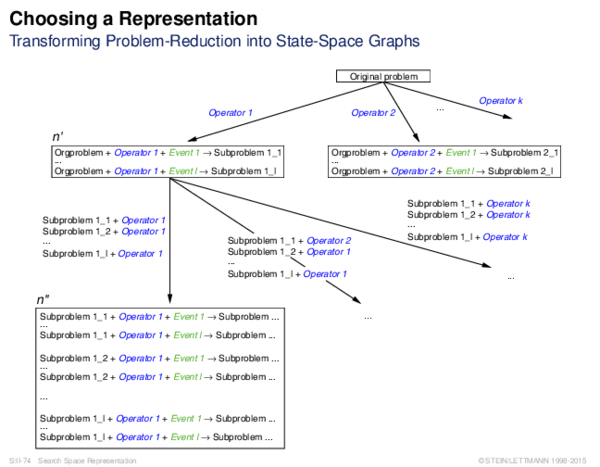 Choosing a Representation
Transforming Problem-Reduction into State-Space Graphs
Original problem
Operator 1
Operator 2
...
Operator k
n'
Orgproblem + Operator 1 + Event 1 → Subproblem 1_1
...
Orgproblem + Operator 1 + Event l → Subproblem 1_l
Orgproblem + Operator 2 + Event 1 → Subproblem 2_1
...
Orgproblem + Operator 2 + Event l → Subproblem 2_l
Subproblem 1_1 + Operator 1
Subproblem 1_2 + Operator 1
...
Subproblem 1_l + Operator 1
Subproblem 1_1 + Operator 2
Subproblem 1_2 + Operator 1
...
Subproblem 1_l + Operator 1
Subproblem 1_1 + Operator k
Subproblem 1_2 + Operator k
...
Subproblem 1_l + Operator k
...
...
n"
Subproblem 1_1 + Operator 1 + Event 1 → Subproblem ...
...
Subproblem 1_1 + Operator 1 + Event l → Subproblem ...
Subproblem 1_2 + Operator 1 + Event 1 → Subproblem ...
...
Subproblem 1_2 + Operator 1 + Event l → Subproblem ...
...
Subproblem 1_l + Operator 1 + Event 1 → Subproblem ...
...
Subproblem 1_l + Operator 1 + Event l → Subproblem ...
S:II-74 Search Space Representation
©STEIN/LETTMANN 1998-2015